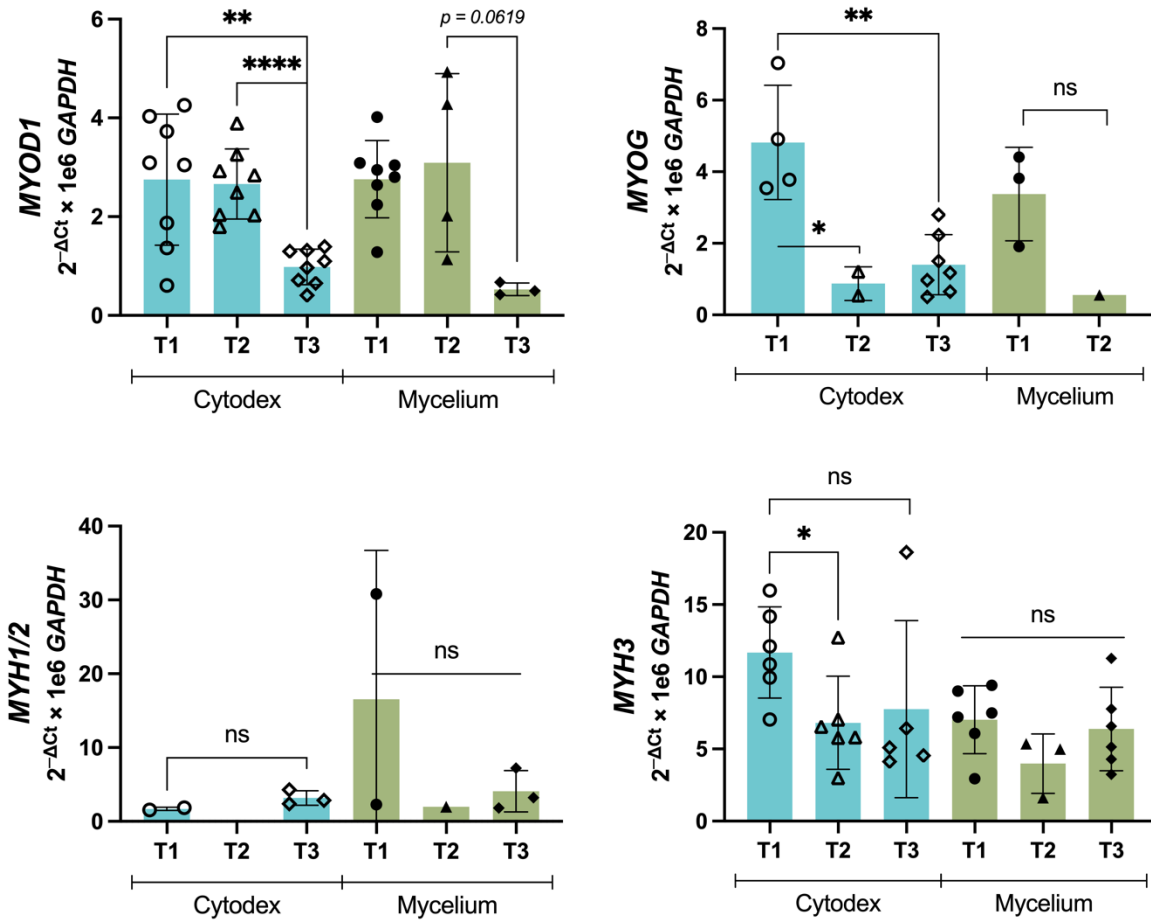 MYOD1
2⁻ΔCt × 1e6 GAPDH
6
4
2
0
**
****
p = 0.0619
T1 T2 T3 T1 T2 T3
Cytodex Mycelium
MYOG
2⁻ΔCt × 1e6 GAPDH
8
6
4
2
0
**
*
ns
T1 T2 T3 T1 T2
Cytodex Mycelium
MYH1/2
2⁻ΔCt × 1e6 GAPDH
40
30
20
10
0
ns
ns
T1 T2 T3 T1 T2 T3
Cytodex Mycelium
MYH3
2⁻ΔCt × 1e6 GAPDH
20
15
10
5
0
ns
*
ns
T1 T2 T3 T1 T2 T3
Cytodex Mycelium